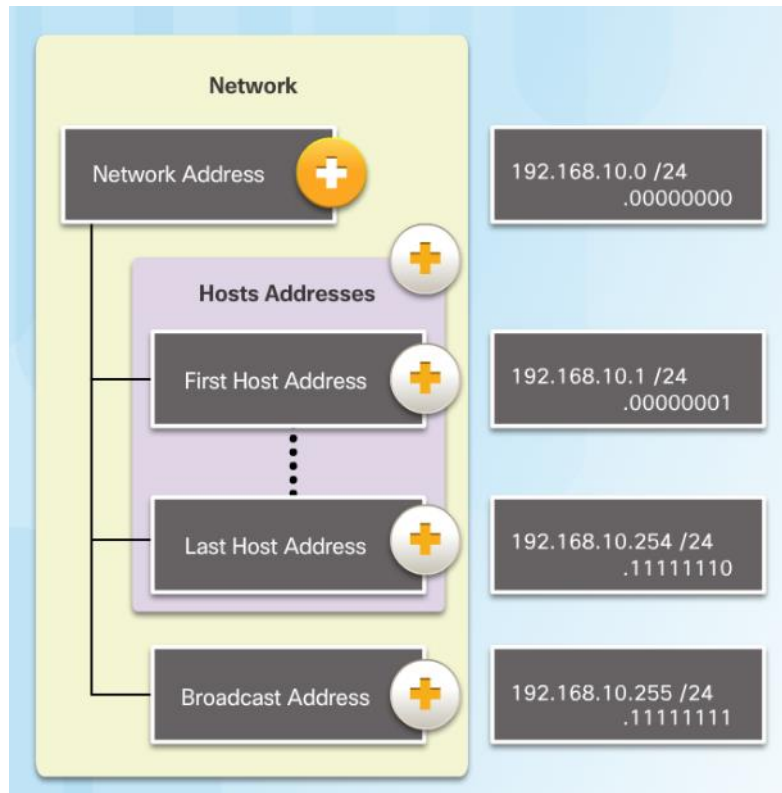 Network
Network Address
192.168.10.0 /24
.00000000
Hosts Addresses
First Host Address
192.168.10.1 /24
.00000001
Last Host Address
192.168.10.254 /24
.11111110
Broadcast Address
192.168.10.255 /24
.11111111